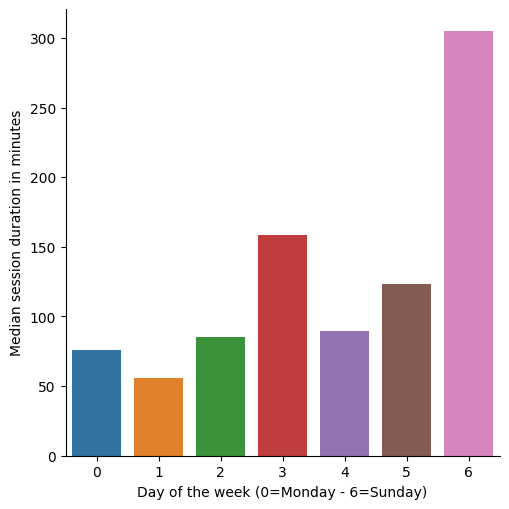 Median session duration in minutes
300
250
200
150
100
50
0
0 1 2 3 4 5 6
Day of the week (0=Monday - 6=Sunday)